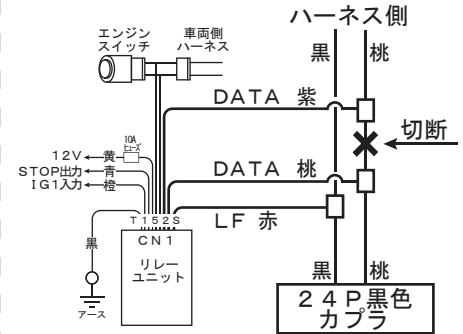 ハーネス側
エンジン
スイッチ
車両側
ハーネス
黒 桃
DATA 紫
切断
10A
ヒューズ
12V 黄
STOP出力 青
IG1入力 橙
DATA 桃
T152S
LF 赤
CN1
黒
リレー
ユニット
アース
黒 桃
24P黒色
カプラ